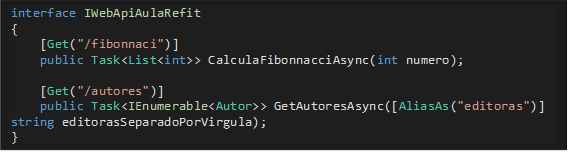 interface IWebApiAulaRefit
{
[Get("/fibonnaci")]
public Task<List<int>> CalculaFibonnacciAsync(int numero);
[Get("/autores")]
public Task<IEnumerable<Autor>> GetAutoresAsync([AliasAs("editoras")]
string editorasSeparadoPorVirgula);
}